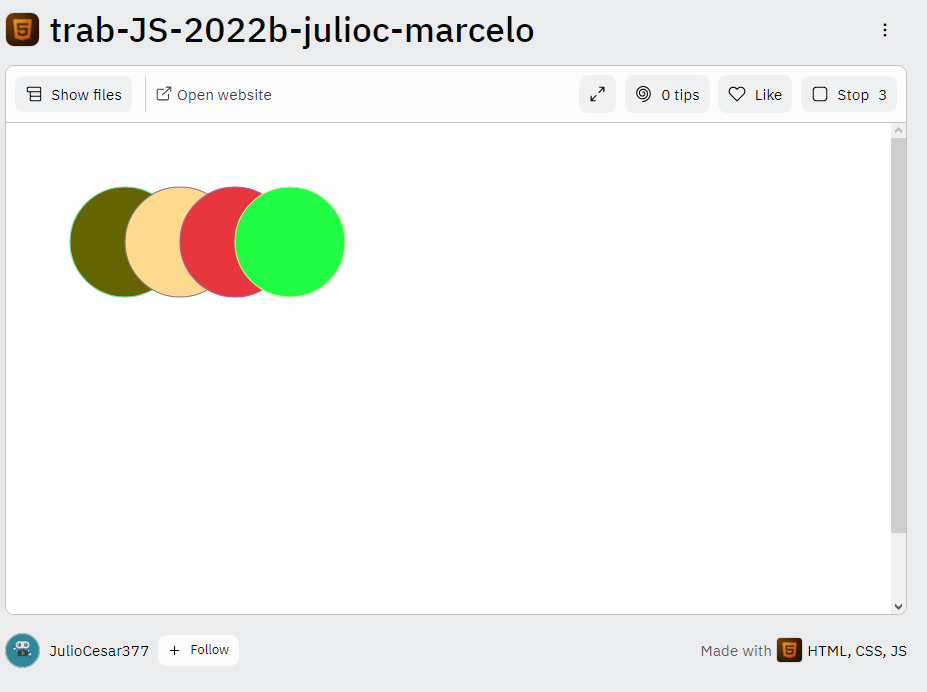 trab-JS-2022b-julioc-marcelo
Show files Open website 0 tips Like Stop 3
JulioCesar377 + Follow Made with HTML, CSS, JS